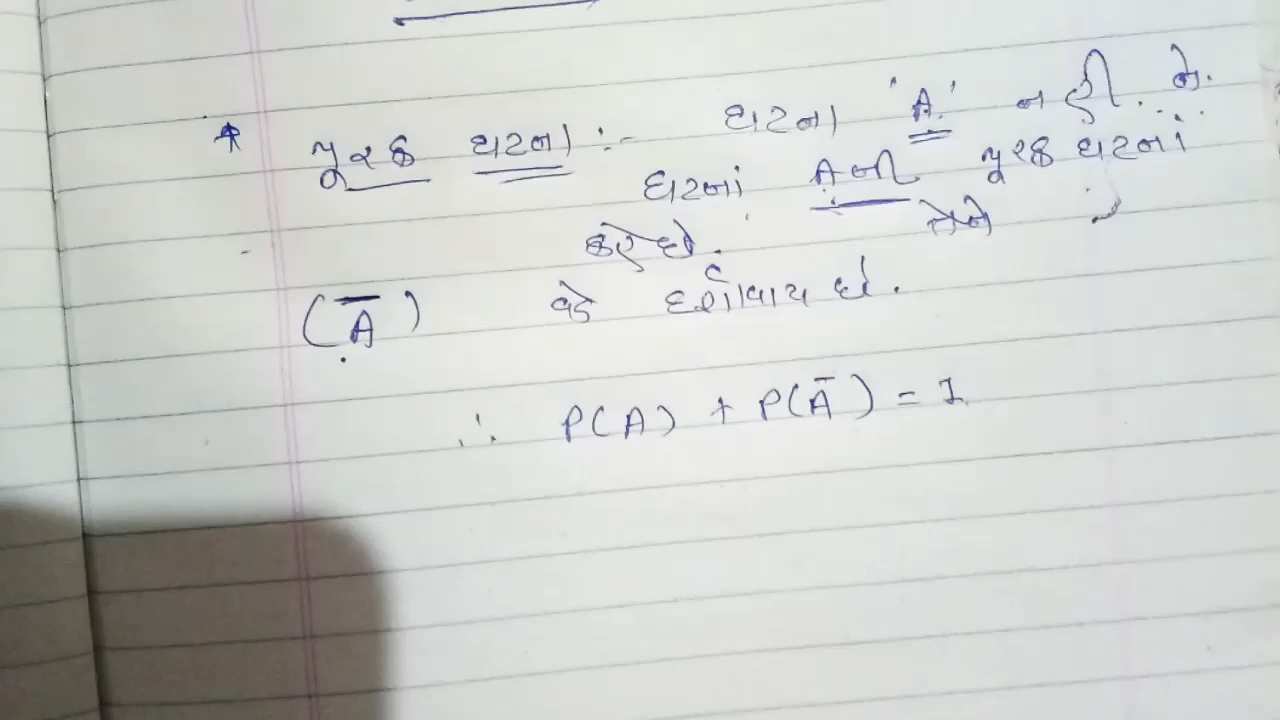 * પૂરક ઘટના :- ઘટના 'A' નહી. એ.
ઘટનાં A ની પૂરક ઘટનાં
કહે છે. તેને
(A̅) વડે દર્શાવાય છે.
∴ P(A) + P(A̅) = 1.